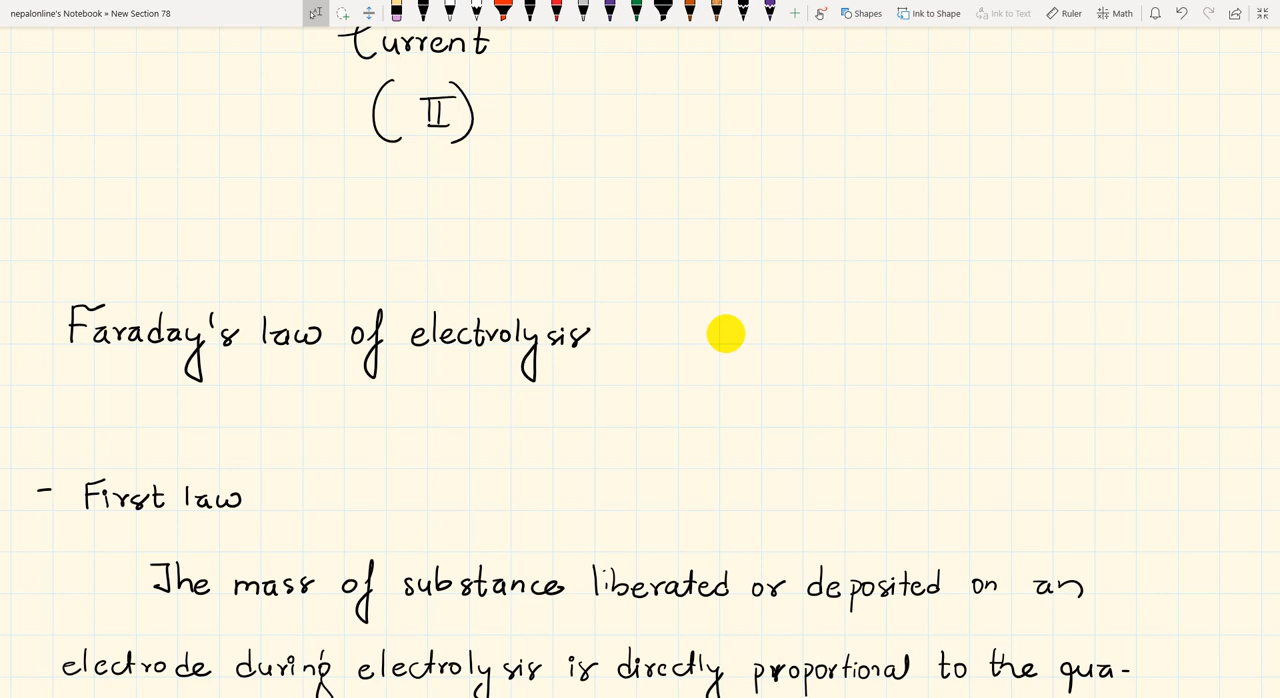 nepalonline's Notebook » New Section 78
Shapes Ink to Shape Ink to Text Ruler Math
Current
(II)
Faraday's law of electrolysis
- First law
The mass of substance liberated or deposited on an
electrode during electrolysis is directly proportional to the qua-